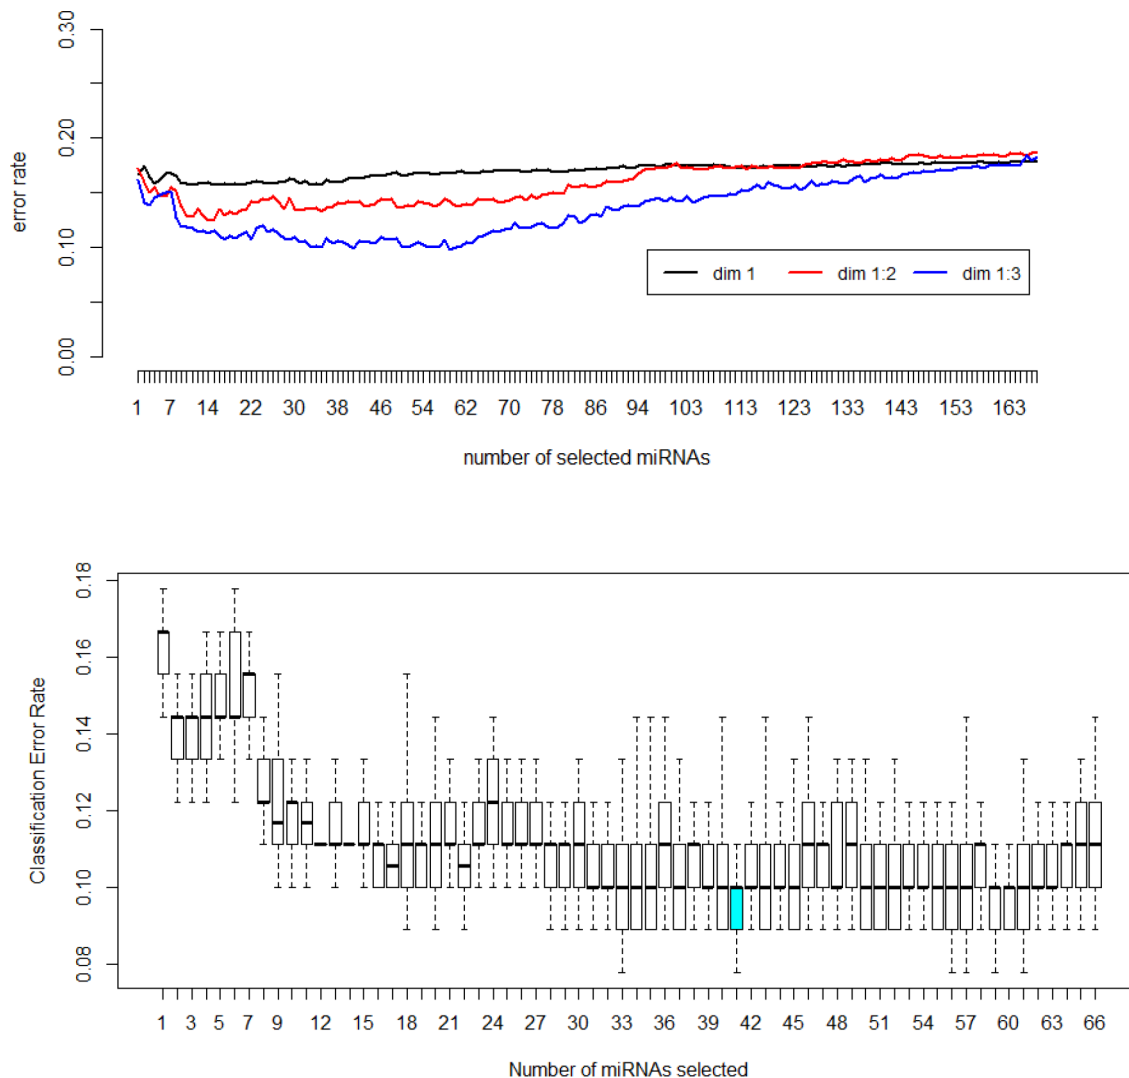 0.30
0.20
0.10
0.00
error rate
dim 1 dim 1:2 dim 1:3
1 7 14 22 30 38 46 54 62 70 78 86 94 103 113 123 133 143 153 163
number of selected miRNAs
0.18
0.16
0.14
0.12
0.10
0.08
Classification Error Rate
1 3 5 7 9 12 15 18 21 24 27 30 33 36 39 42 45 48 51 54 57 60 63 66
Number of miRNAs selected